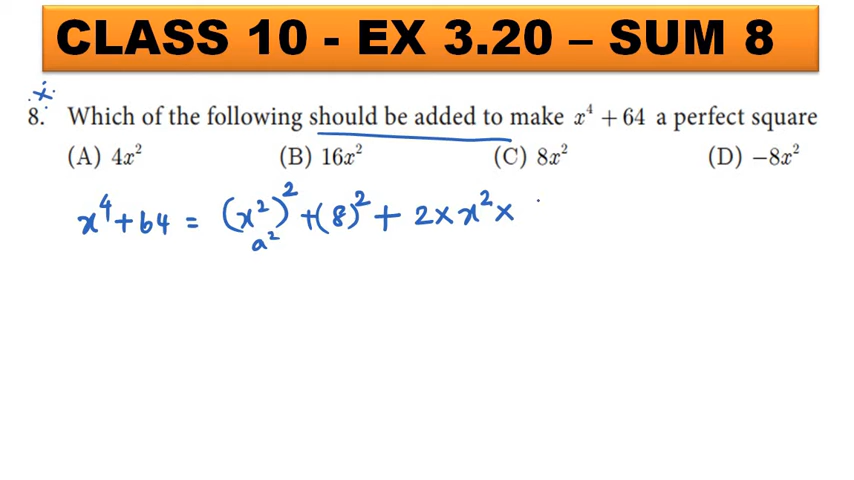 CLASS 10 - EX 3.20 – SUM 8
8. Which of the following should be added to make x⁴ + 64 a perfect square
(A) 4x² (B) 16x² (C) 8x² (D) −8x²
x⁴ + 64 = (x²)² + (8)² + 2 × x² ×
a²